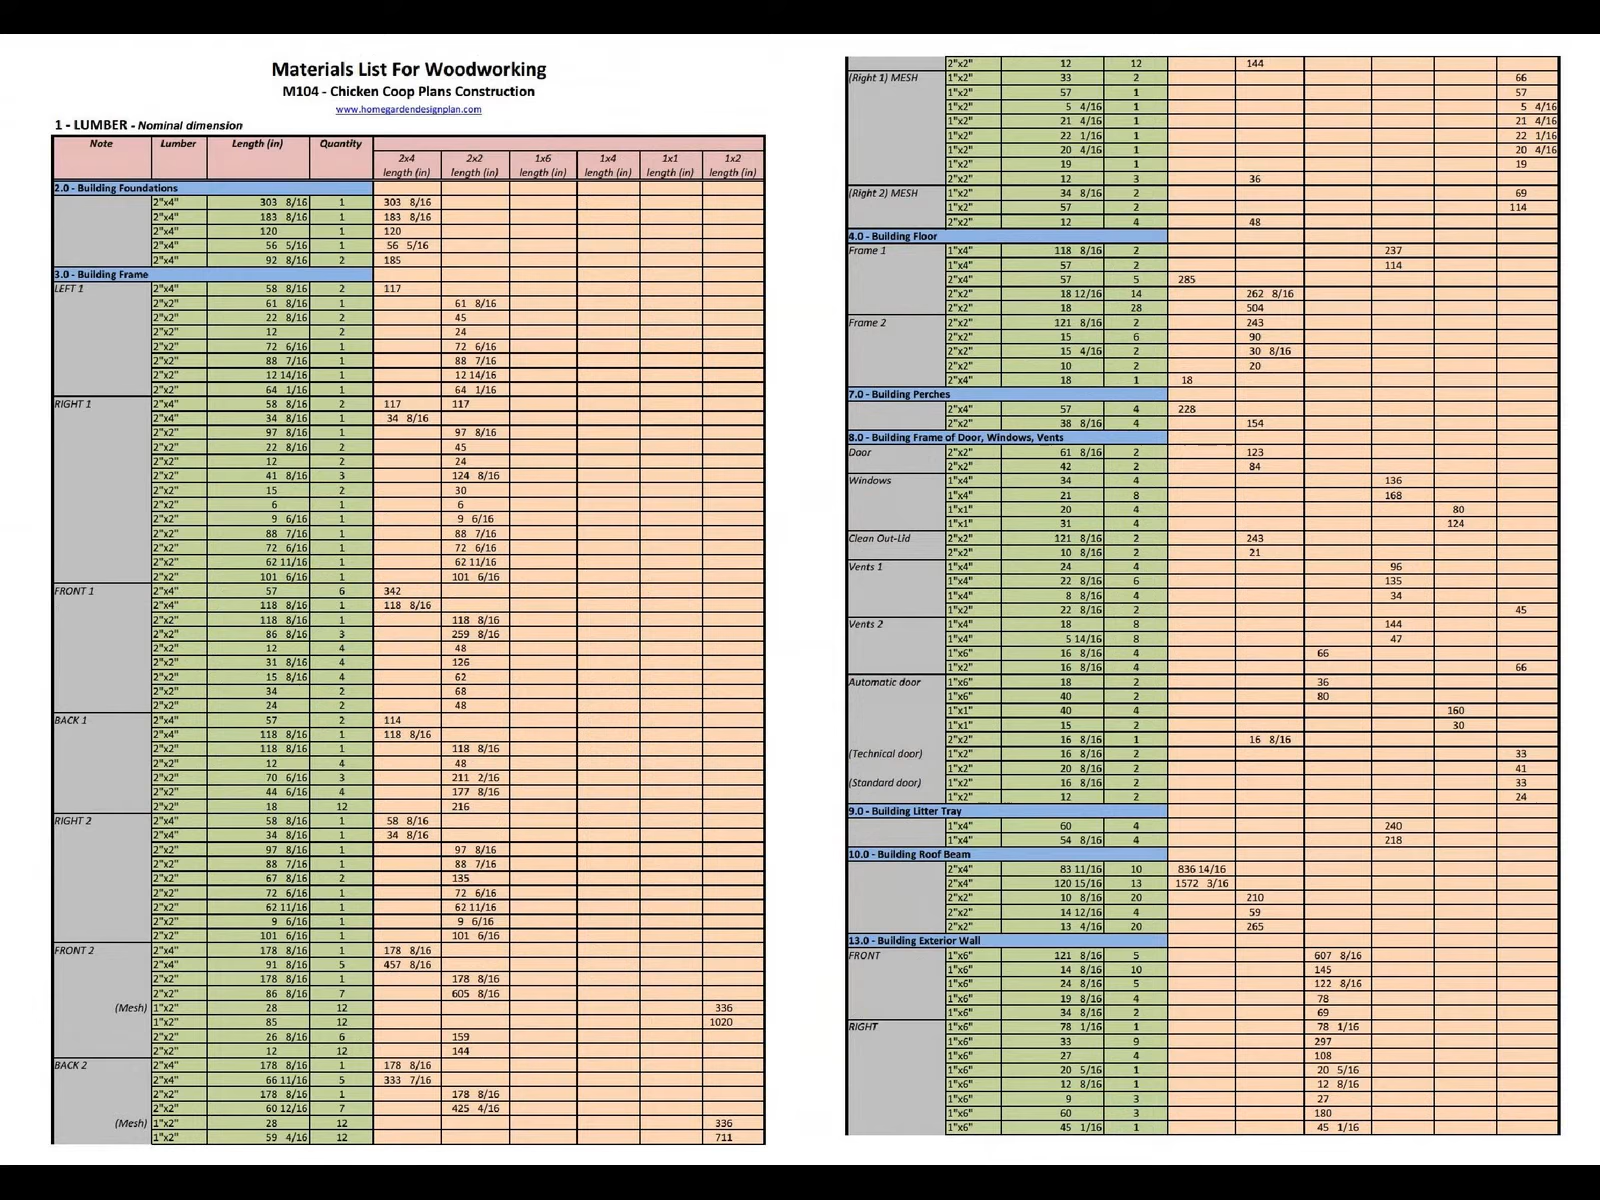 Materials List For Woodworking
M104 - Chicken Coop Plans Construction
www.homegardendesignplan.com
1 - LUMBER - Nominal dimension
Note Lumber Length (in) Quantity
2x4 2x2 1x6 1x4 1x1 1x2
length (in) length (in) length (in) length (in) length (in) length (in)
2.0 - Building Foundations
2"x4" 303 8/16 1 303 8/16
2"x4" 183 8/16 1 183 8/16
2"x4" 120 1 120
2"x4" 56 5/16 1 56 5/16
2"x4" 92 8/16 2 185
3.0 - Building Frame
LEFT 1 2"x4" 58 8/16 2 117
2"x2" 61 8/16 1 61 8/16
2"x2" 22 8/16 2 45
2"x2" 12 2 24
2"x2" 72 6/16 1 72 6/16
2"x2" 88 7/16 1 88 7/16
2"x2" 12 14/16 1 12 14/16
2"x2" 64 1/16 1 64 1/16
RIGHT 1 2"x4" 58 8/16 2 117 117
2"x4" 34 8/16 1 34 8/16
2"x2" 97 8/16 1 97 8/16
2"x2" 22 8/16 2 45
2"x2" 12 2 24
2"x2" 41 8/16 3 124 8/16
2"x2" 15 2 30
2"x2" 6 1 6
2"x2" 9 6/16 1 9 6/16
2"x2" 88 7/16 1 88 7/16
2"x2" 72 6/16 1 72 6/16
2"x2" 62 11/16 1 62 11/16
2"x2" 101 6/16 1 101 6/16
FRONT 1 2"x4" 57 6 342
2"x4" 118 8/16 1 118 8/16
2"x2" 118 8/16 1 118 8/16
2"x2" 86 8/16 3 259 8/16
2"x2" 12 4 48
2"x2" 31 8/16 4 126
2"x2" 15 8/16 4 62
2"x2" 34 2 68
2"x2" 24 2 48
BACK 1 2"x4" 57 2 114
2"x4" 118 8/16 1 118 8/16
2"x2" 118 8/16 1 118 8/16
2"x2" 12 4 48
2"x2" 70 6/16 3 211 2/16
2"x2" 44 6/16 4 177 8/16
2"x2" 18 12 216
RIGHT 2 2"x4" 58 8/16 1 58 8/16
2"x4" 34 8/16 1 34 8/16
2"x2" 97 8/16 1 97 8/16
2"x2" 88 7/16 1 88 7/16
2"x2" 67 8/16 2 135
2"x2" 72 6/16 1 72 6/16
2"x2" 62 11/16 1 62 11/16
2"x2" 9 6/16 1 9 6/16
2"x2" 101 6/16 1 101 6/16
FRONT 2 2"x4" 178 8/16 1 178 8/16
2"x4" 91 8/16 5 457 8/16
2"x2" 178 8/16 1 178 8/16
2"x2" 86 8/16 7 605 8/16
(Mesh) 1"x2" 28 12 336
1"x2" 85 12 1020
2"x2" 26 8/16 6 159
2"x2" 12 12 144
BACK 2 2"x4" 178 8/16 1 178 8/16
2"x4" 66 11/16 5 333 7/16
2"x2" 178 8/16 1 178 8/16
2"x2" 60 12/16 7 425 4/16
(Mesh) 1"x2" 28 12 336
1"x2" 59 4/16 12 711
2"x2" 12 12 144
(Right 1) MESH 1"x2" 33 2 66
1"x2" 57 1 57
1"x2" 5 4/16 1 5 4/16
1"x2" 21 4/16 1 21 4/16
1"x2" 22 1/16 1 22 1/16
1"x2" 20 4/16 1 20 4/16
1"x2" 19 1 19
2"x2" 12 3 36
(Right 2) MESH 1"x2" 34 8/16 2 69
1"x2" 57 2 114
2"x2" 12 4 48
4.0 - Building Floor
Frame 1 1"x4" 118 8/16 2 237
1"x4" 57 2 114
2"x4" 57 5 285
2"x2" 18 12/16 14 262 8/16
2"x2" 18 28 504
Frame 2 2"x2" 121 8/16 2 243
2"x2" 15 6 90
2"x2" 15 4/16 2 30 8/16
2"x2" 10 2 20
2"x4" 18 1 18
7.0 - Building Perches
2"x4" 57 4 228
2"x2" 38 8/16 4 154
8.0 - Building Frame of Door, Windows, Vents
Door 2"x2" 61 8/16 2 123
2"x2" 42 2 84
Windows 1"x4" 34 4 136
1"x4" 21 8 168
1"x1" 20 4 80
1"x1" 31 4 124
Clean Out-Lid 2"x2" 121 8/16 2 243
2"x2" 10 8/16 2 21
Vents 1 1"x4" 24 4 96
1"x4" 22 8/16 6 135
1"x4" 8 8/16 4 34
1"x2" 22 8/16 2 45
Vents 2 1"x4" 18 8 144
1"x4" 5 14/16 8 47
1"x6" 16 8/16 4 66
1"x2" 16 8/16 4 66
Automatic door 1"x6" 18 2 36
1"x6" 40 2 80
1"x1" 40 4 160
1"x1" 15 2 30
2"x2" 16 8/16 1 16 8/16
(Technical door) 1"x2" 16 8/16 2 33
1"x2" 20 8/16 2 41
(Standard door) 1"x2" 16 8/16 2 33
1"x2" 12 2 24
9.0 - Building Litter Tray
1"x4" 60 4 240
1"x4" 54 8/16 4 218
10.0 - Building Roof Beam
2"x4" 83 11/16 10 836 14/16
2"x4" 120 15/16 13 1572 3/16
2"x2" 10 8/16 20 210
2"x2" 14 12/16 4 59
2"x2" 13 4/16 20 265
13.0 - Building Exterior Wall
FRONT 1"x6" 121 8/16 5 607 8/16
1"x6" 14 8/16 10 145
1"x6" 24 8/16 5 122 8/16
1"x6" 19 8/16 4 78
1"x6" 34 8/16 2 69
RIGHT 1"x6" 78 1/16 1 78 1/16
1"x6" 33 9 297
1"x6" 27 4 108
1"x6" 20 5/16 1 20 5/16
1"x6" 12 8/16 1 12 8/16
1"x6" 9 3 27
1"x6" 60 3 180
1"x6" 45 1/16 1 45 1/16